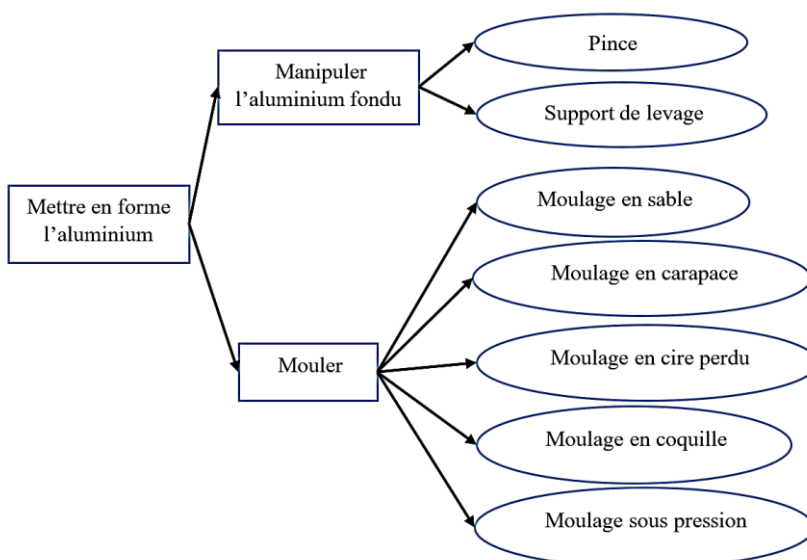 Mettre en forme
l'aluminium
Manipuler
l'aluminium fondu
Pince
Support de levage
Mouler
Moulage en sable
Moulage en carapace
Moulage en cire perdu
Moulage en coquille
Moulage sous pression